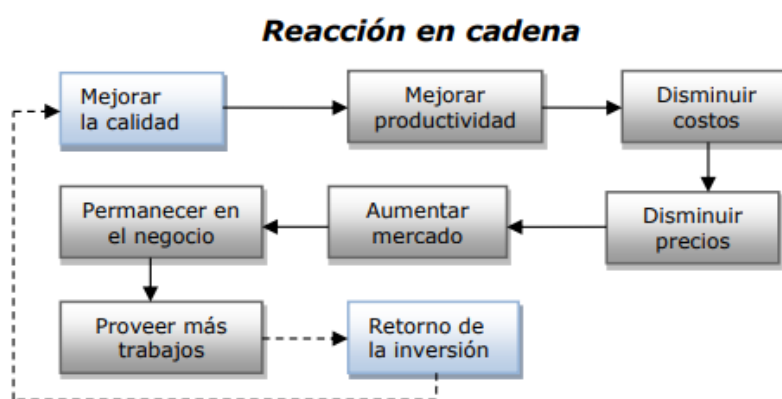 Reacción en cadena
Mejorar
la calidad
Mejorar
productividad
Disminuir
costos
Permanecer en
el negocio
Aumentar
mercado
Disminuir
precios
Proveer más
trabajos
Retorno de
la inversión